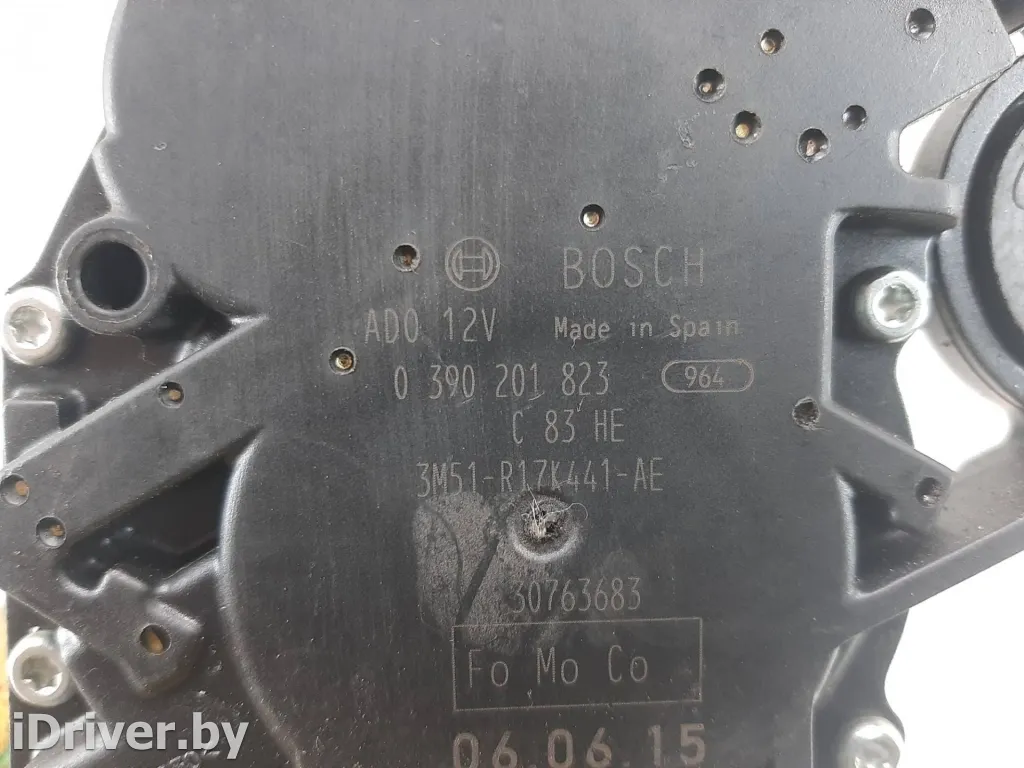 BOSCH
AD0 12V Made in Spain
0 390 201 823 964
C 83 HE
3M51-R17K441-AE
30763683
Fo Mo Co
06.06.15
iDriver.by